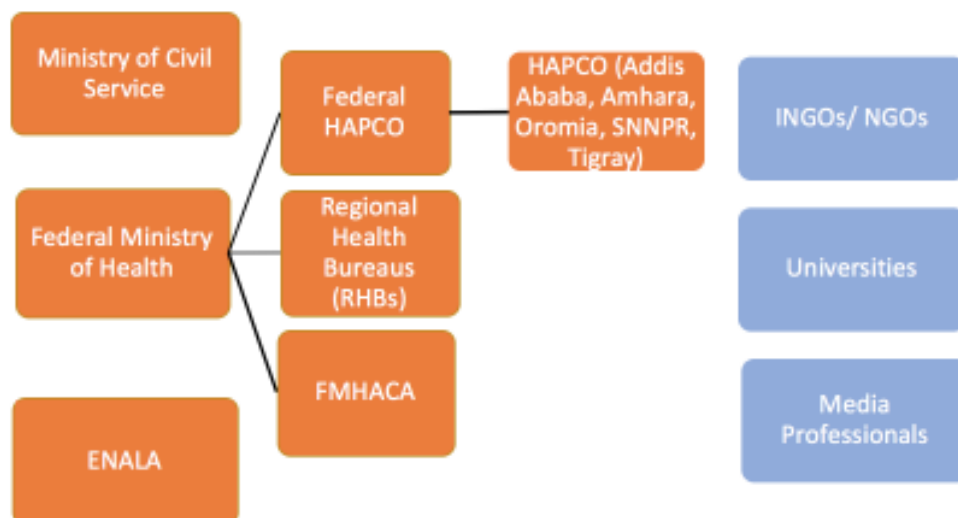 Ministry of Civil
Service
Federal Ministry
of Health
ENALA
Federal
HAPCO
Regional
Health
Bureaus
(RHBs)
FMHACA
HAPCO (Addis
Ababa, Amhara,
Oromia, SNNPR,
Tigray)
INGOs/ NGOs
Universities
Media
Professionals